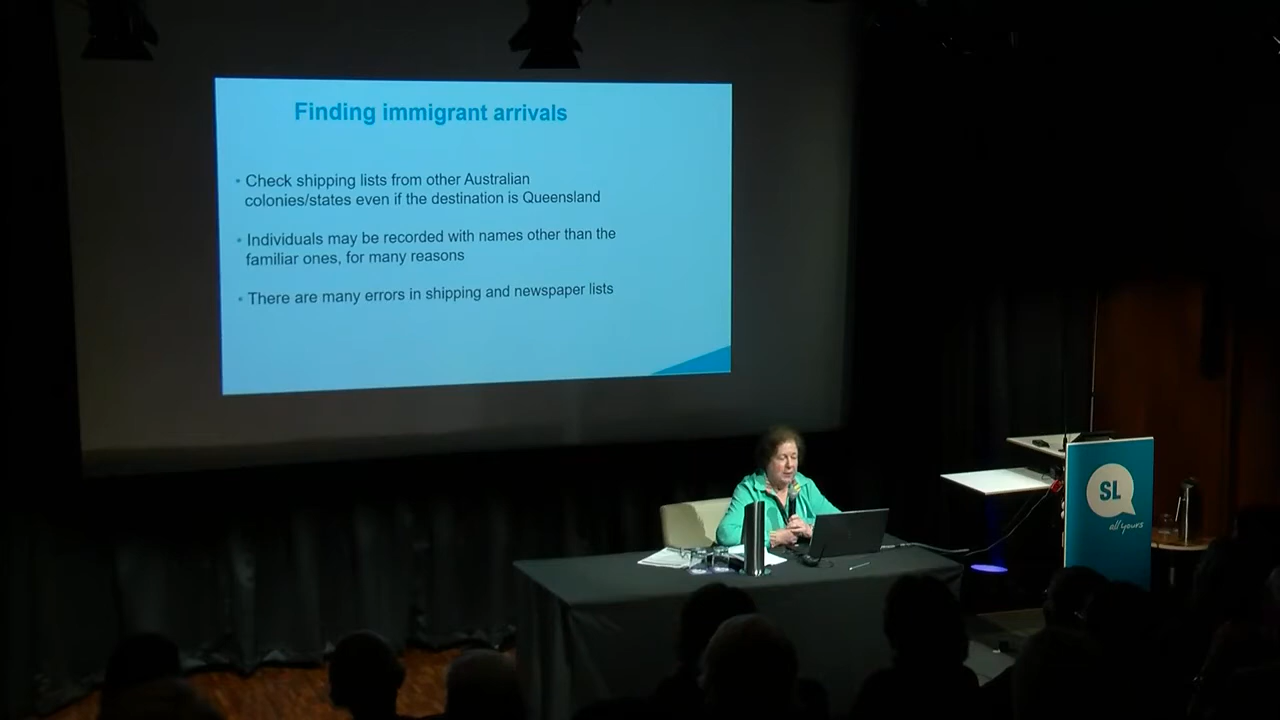 Finding immigrant arrivals
• Check shipping lists from other Australian
colonies/states even if the destination is Queensland
• Individuals may be recorded with names other than the
familiar ones, for many reasons
• There are many errors in shipping and newspaper lists
SL
all yours